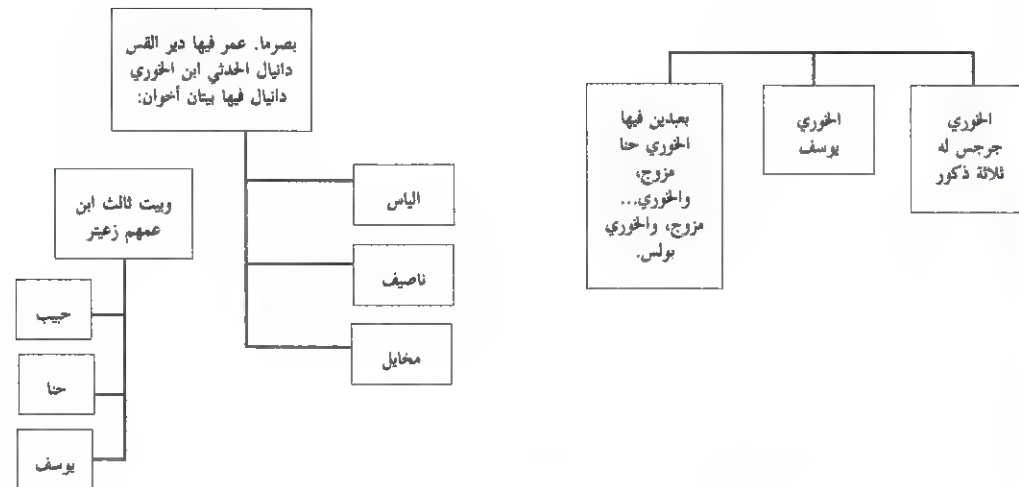 الخوري
جرجس له
ثلاثة ذكور
الخوري
يوسف
بعبدين فيها
الخوري حنا
مزوج،
والخوري...
مزوج، والخوري
بولس.
بصرما. عمر فيها دير القس
دانيال الحدثي ابن الخوري
دانيال فيها بيتان أخوان:
الياس
ناصيف
مخايل
وبيت ثالث ابن
عمهم زعيتر
حبيب
حنا
يوسف